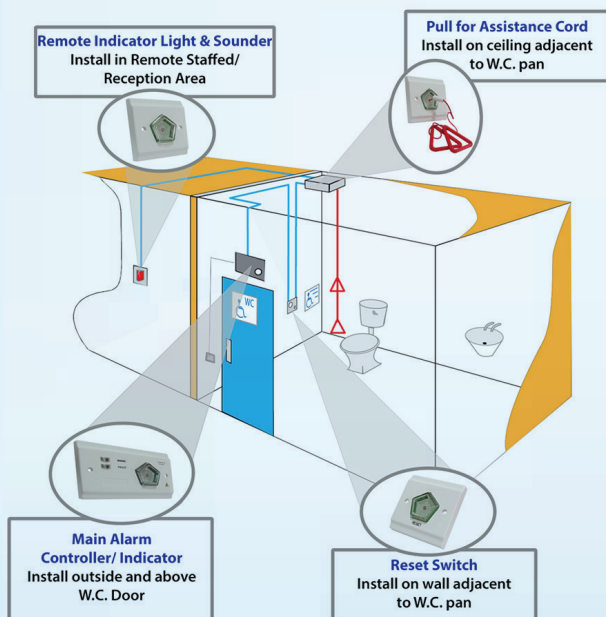 Remote Indicator Light & Sounder
Install in Remote Staffed/
Reception Area
Pull for Assistance Cord
Install on ceiling adjacent
to W.C. pan
WC
RESET
Main Alarm
Controller/ Indicator
Install outside and above
W.C. Door
Reset Switch
Install on wall adjacent
to W.C. pan